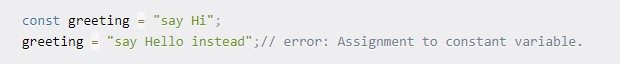 const greeting = "say Hi";
greeting = "say Hello instead";// error: Assignment to constant variable.